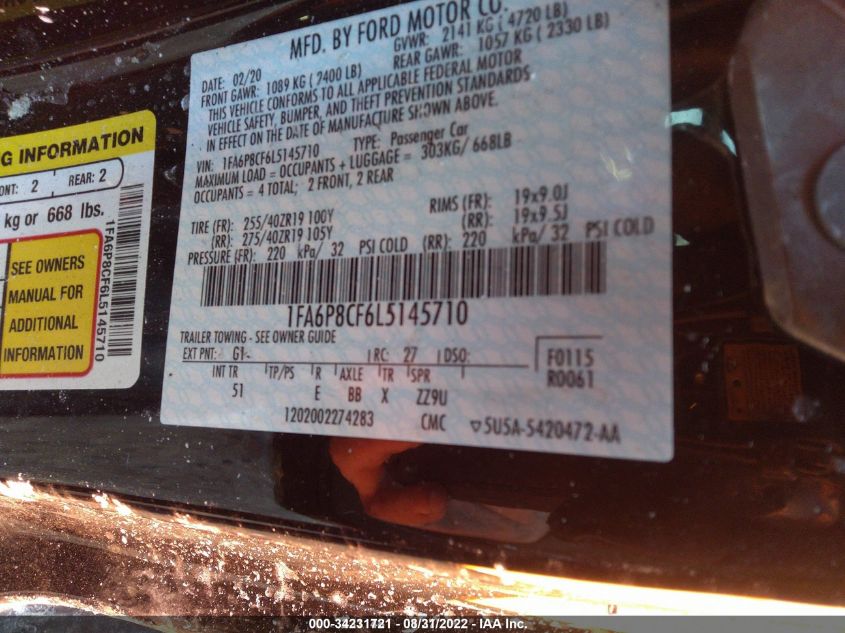 MFD. BY FORD MOTOR CO.
DATE: 02/20
GVWR: 2141 KG ( 4720 LB)
FRONT GAWR: 1089 KG ( 2400 LB)
REAR GAWR: 1057 KG ( 2330 LB)
THIS VEHICLE CONFORMS TO ALL APPLICABLE FEDERAL MOTOR
VEHICLE SAFETY, BUMPER, AND THEFT PREVENTION STANDARDS
IN EFFECT ON THE DATE OF MANUFACTURE SHOWN ABOVE.
VIN: 1FA6P8CF6L5145710
TYPE: Passenger Car
MAXIMUM LOAD = OCCUPANTS + LUGGAGE = 303KG/ 668LB
OCCUPANTS = 4 TOTAL; 2 FRONT, 2 REAR
TIRE (FR): 255/40ZR19 100Y
RIMS (FR): 19x9.0J
(RR): 275/40ZR19 105Y
(RR): 19x9.5J
PRESSURE (FR): 220 kPa/ 32 PSI COLD (RR): 220 kPa/ 32 PSI COLD
1FA6P8CF6L5145710
TRAILER TOWING - SEE OWNER GUIDE
EXT PNT: G1- RC: 27 DSO:
F0115
R0061
INT TR TP/PS R AXLE TR SPR
51 E BB X ZZ9U
1202002274283 CMC ▽5U5A-5420472-AA
G INFORMATION
ONT: 2 REAR: 2
kg or 668 lbs.
SEE OWNERS
MANUAL FOR
ADDITIONAL
INFORMATION
1FA6P8CF6L5145710
000-34231721 - 08/31/2022 - IAA Inc.